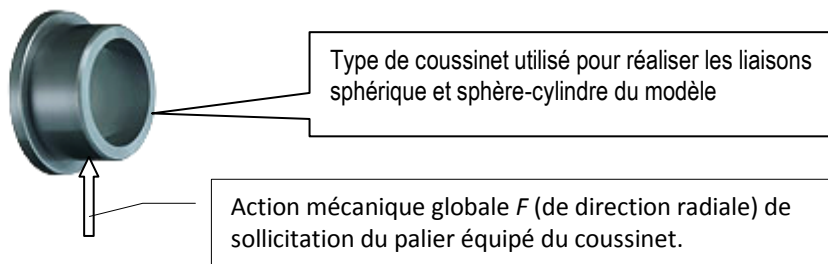 Type de coussinet utilisé pour réaliser les liaisons
sphérique et sphère-cylindre du modèle
Action mécanique globale F (de direction radiale) de
sollicitation du palier équipé du coussinet.